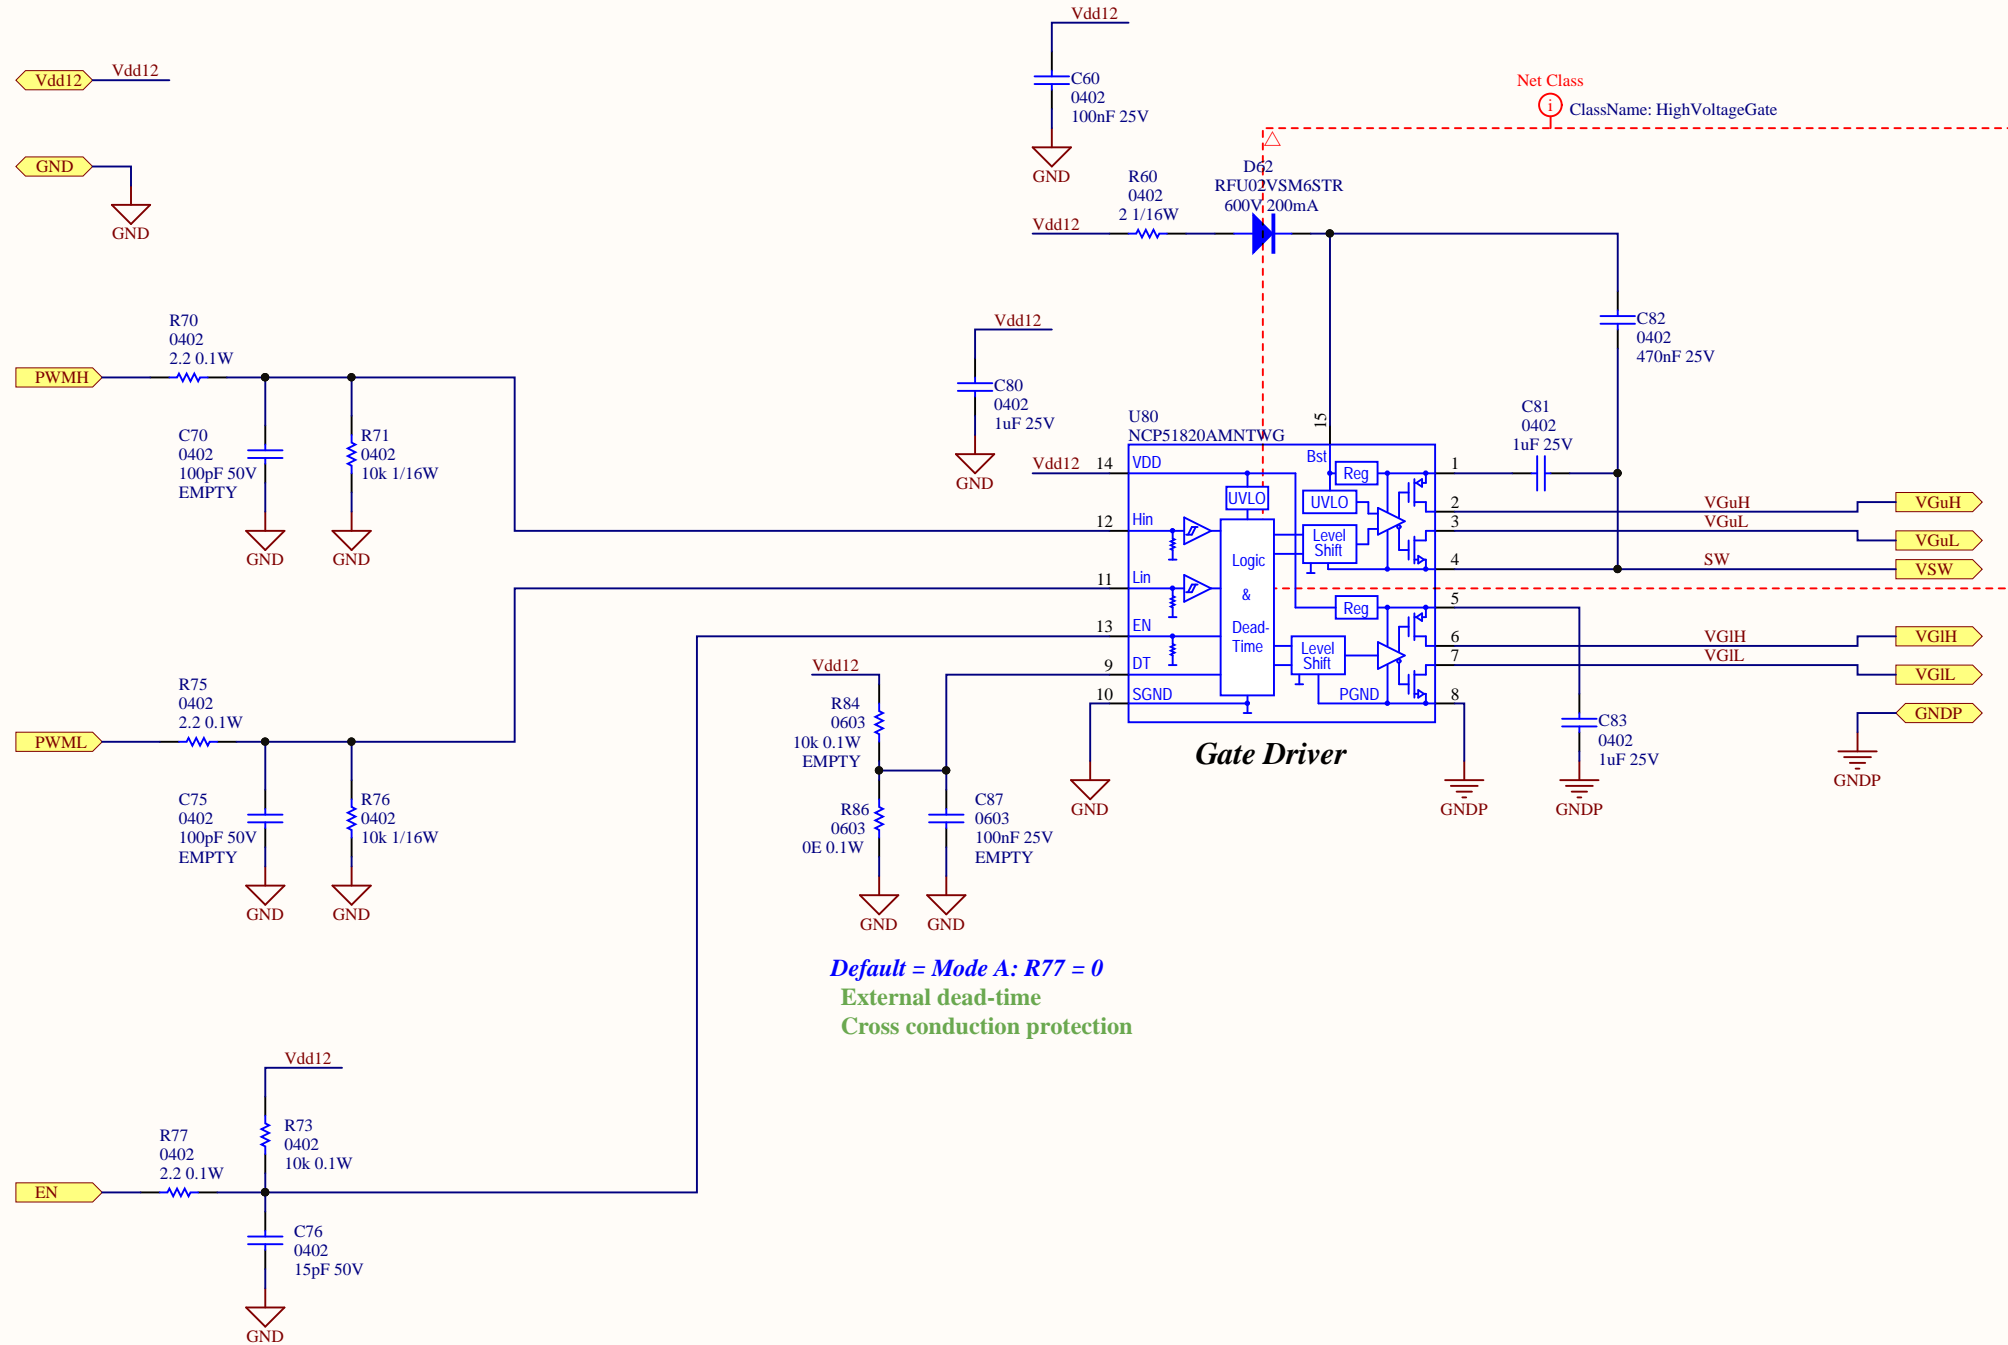 Vdd12
Vdd12
Vdd12
C60
0402
100nF 25V
GND
Net Class
i
ClassName: HighVoltageGate
GND
GND
R60
0402
2 1/16W
D62
RFU02VSM6STR
600V 200mA
Vdd12
C82
0402
470nF 25V
R70
0402
2.2 0.1W
PWMH
C70
0402
100pF 50V
EMPTY
R71
0402
10k 1/16W
GND
GND
Vdd12
C80
0402
1uF 25V
GND
C81
0402
1uF 25V
U80
NCP51820AMNTWG
15
Bst
Vdd12
14
VDD
Reg
1
UVLO
UVLO
2
VGuH
VGuH
12
Hin
3
VGuL
VGuL
Level
Shift
Logic
4
SW
VSW
11
Lin
&
5
Reg
13
EN
Dead-
Time
6
VGlH
VGlH
Level
Shift
7
VGlL
VGlL
9
DT
10
SGND
PGND
8
Gate Driver
GND
GNDP
C83
0402
1uF 25V
GNDP
GNDP
GNDP
R75
0402
2.2 0.1W
PWML
C75
0402
100pF 50V
EMPTY
R76
0402
10k 1/16W
GND
GND
Vdd12
R84
0603
10k 0.1W
EMPTY
R86
0603
0E 0.1W
C87
0603
100nF 25V
EMPTY
GND
GND
Default = Mode A: R77 = 0
External dead-time
Cross conduction protection
Vdd12
R73
0402
10k 0.1W
R77
0402
2.2 0.1W
EN
C76
0402
15pF 50V
GND